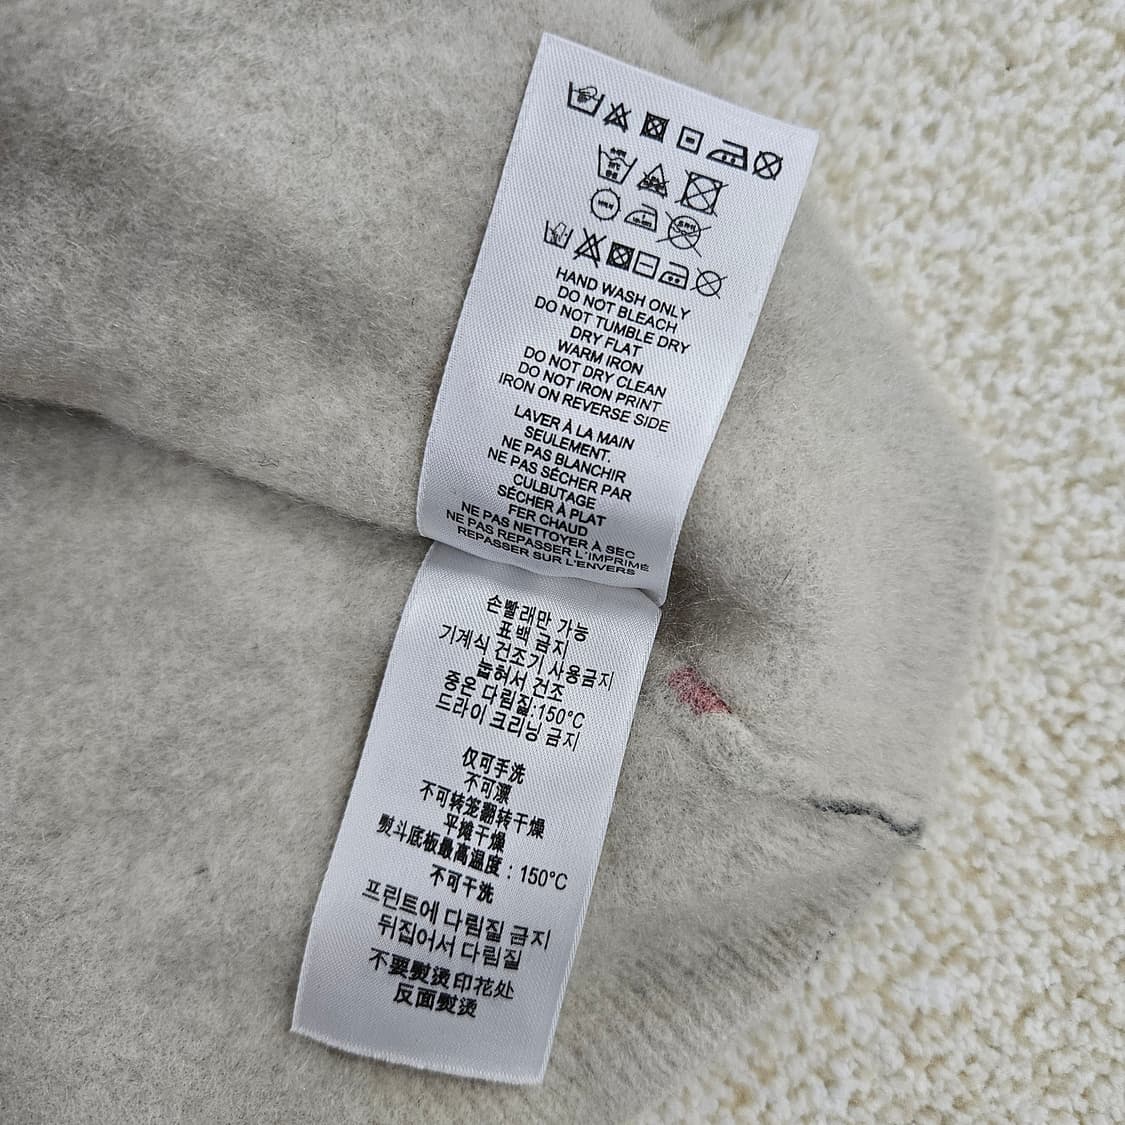 HAND WASH ONLY
DO NOT BLEACH
DO NOT TUMBLE DRY
DRY FLAT
WARM IRON
DO NOT DRY CLEAN
DO NOT IRON PRINT
IRON ON REVERSE SIDE
LAVER À LA MAIN
SEULEMENT.
NE PAS BLANCHIR
NE PAS SÉCHER PAR
CULBUTAGE
SÉCHER À PLAT
FER CHAUD
NE PAS NETTOYER À SEC
NE PAS REPASSER L'IMPRIMÉ
REPASSER SUR L'ENVERS
손빨래만 가능
표백 금지
기계식 건조기 사용금지
눕혀서 건조
중온 다림질:150°C
드라이 크리닝 금지
仅可手洗
不可漂
不可转笼翻转干燥
平摊干燥
熨斗底板最高温度：150°C
不可干洗
프린트에 다림질 금지
뒤집어서 다림질
不要熨烫印花处
反面熨烫